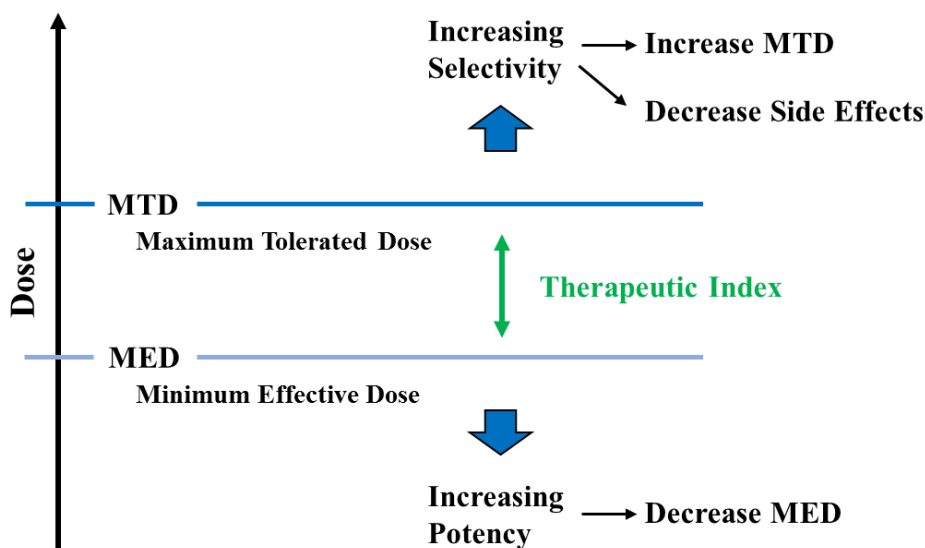 Increasing
Selectivity
Increase MTD
Decrease Side Effects
MTD
Maximum Tolerated Dose
Dose
Therapeutic Index
MED
Minimum Effective Dose
Increasing
Potency
Decrease MED